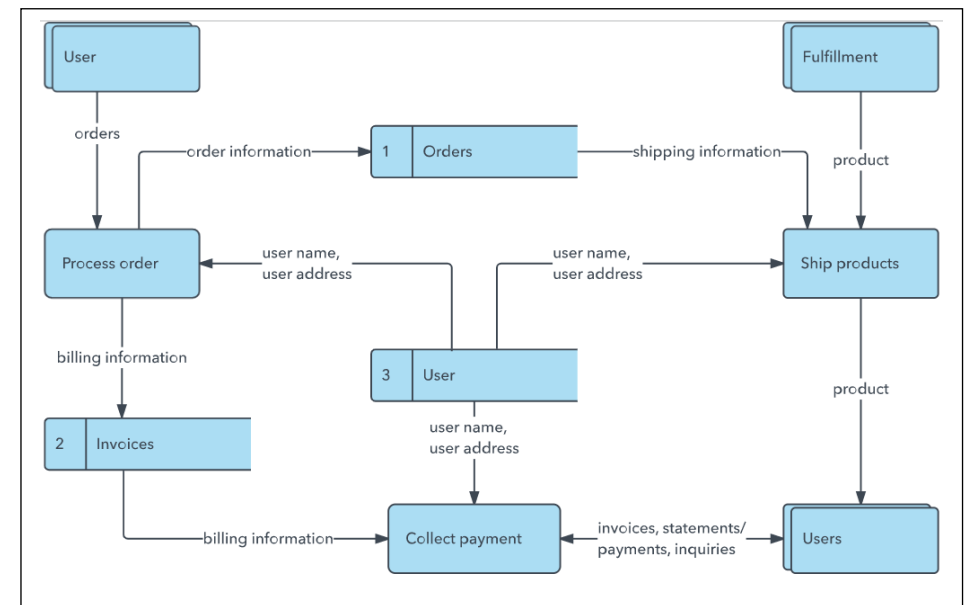 User
Fulfillment
orders
order information
1
Orders
shipping information
product
Process order
user name,
user address
user name,
user address
Ship products
billing information
3
User
product
2
Invoices
user name,
user address
billing information
Collect payment
invoices, statements/
payments, inquiries
Users